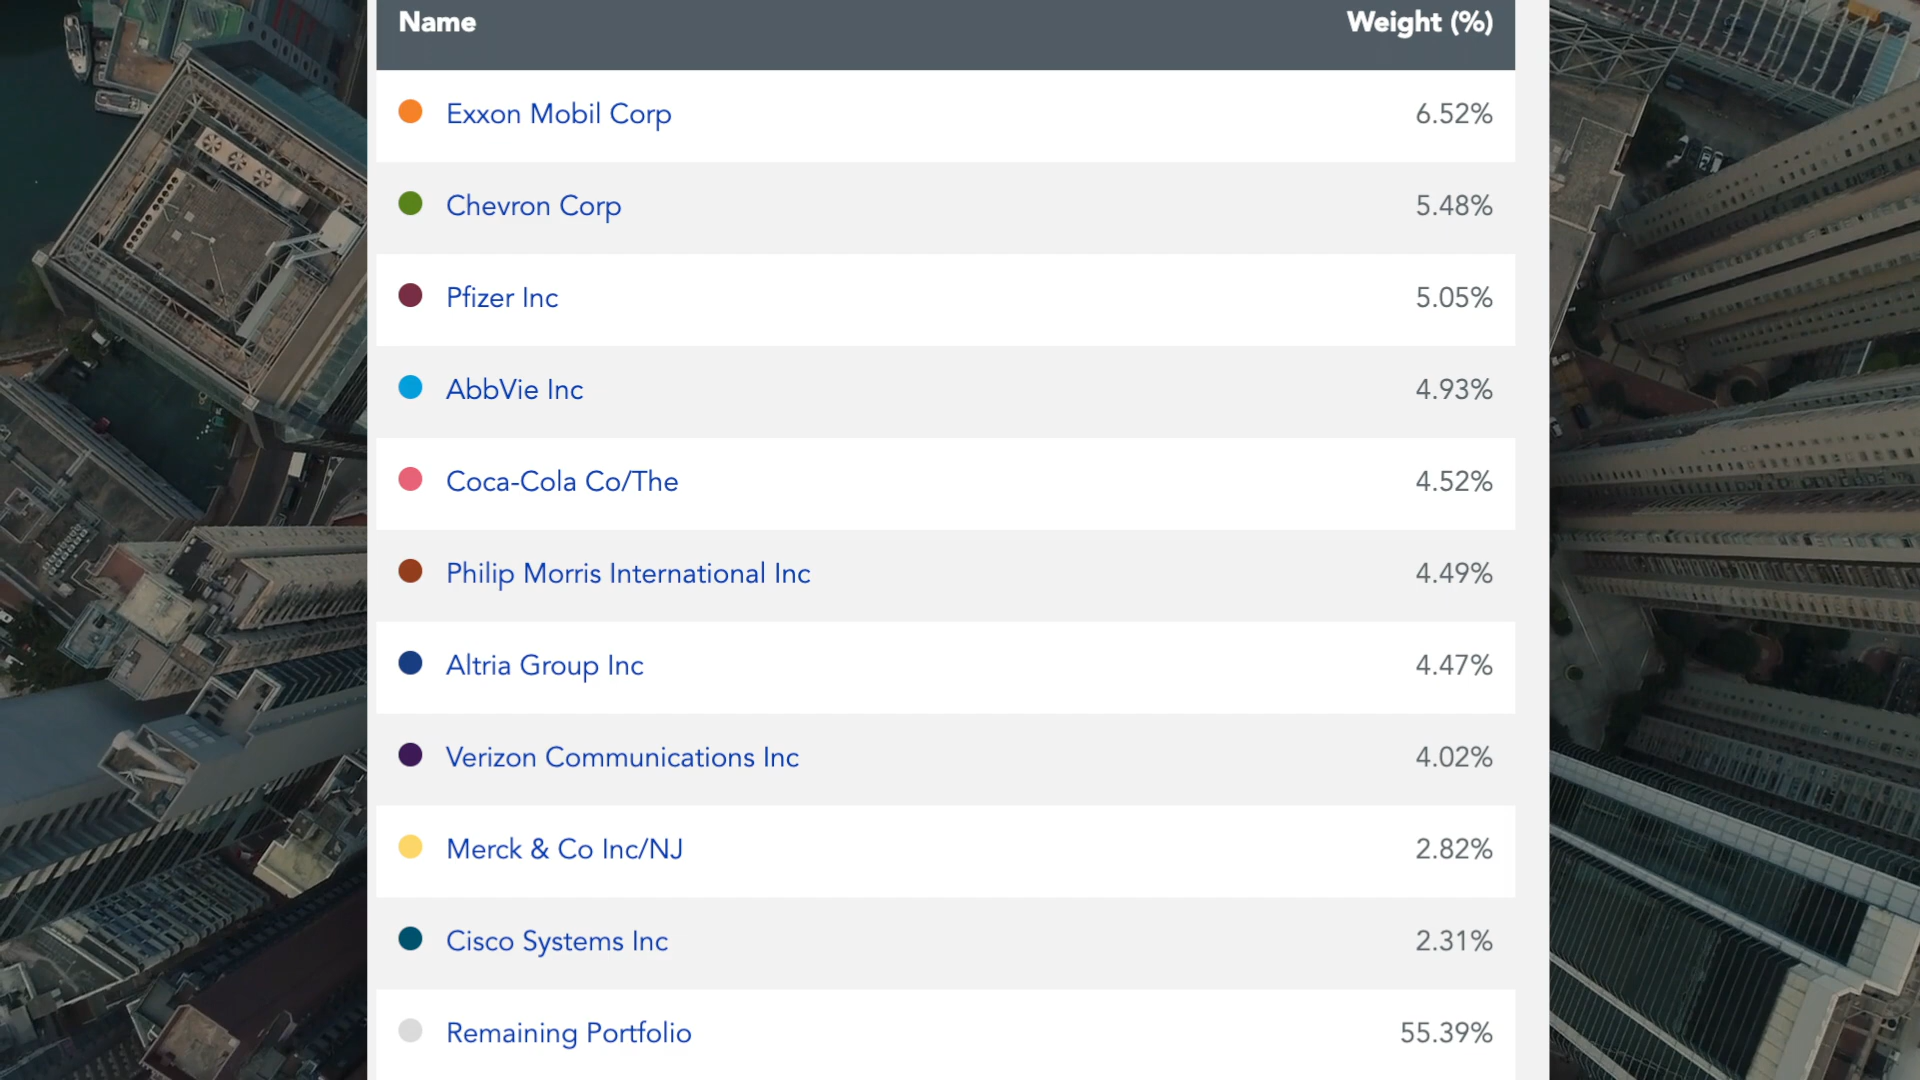 Name Weight (%)
Exxon Mobil Corp 6.52%
Chevron Corp 5.48%
Pfizer Inc 5.05%
AbbVie Inc 4.93%
Coca-Cola Co/The 4.52%
Philip Morris International Inc 4.49%
Altria Group Inc 4.47%
Verizon Communications Inc 4.02%
Merck & Co Inc/NJ 2.82%
Cisco Systems Inc 2.31%
Remaining Portfolio 55.39%